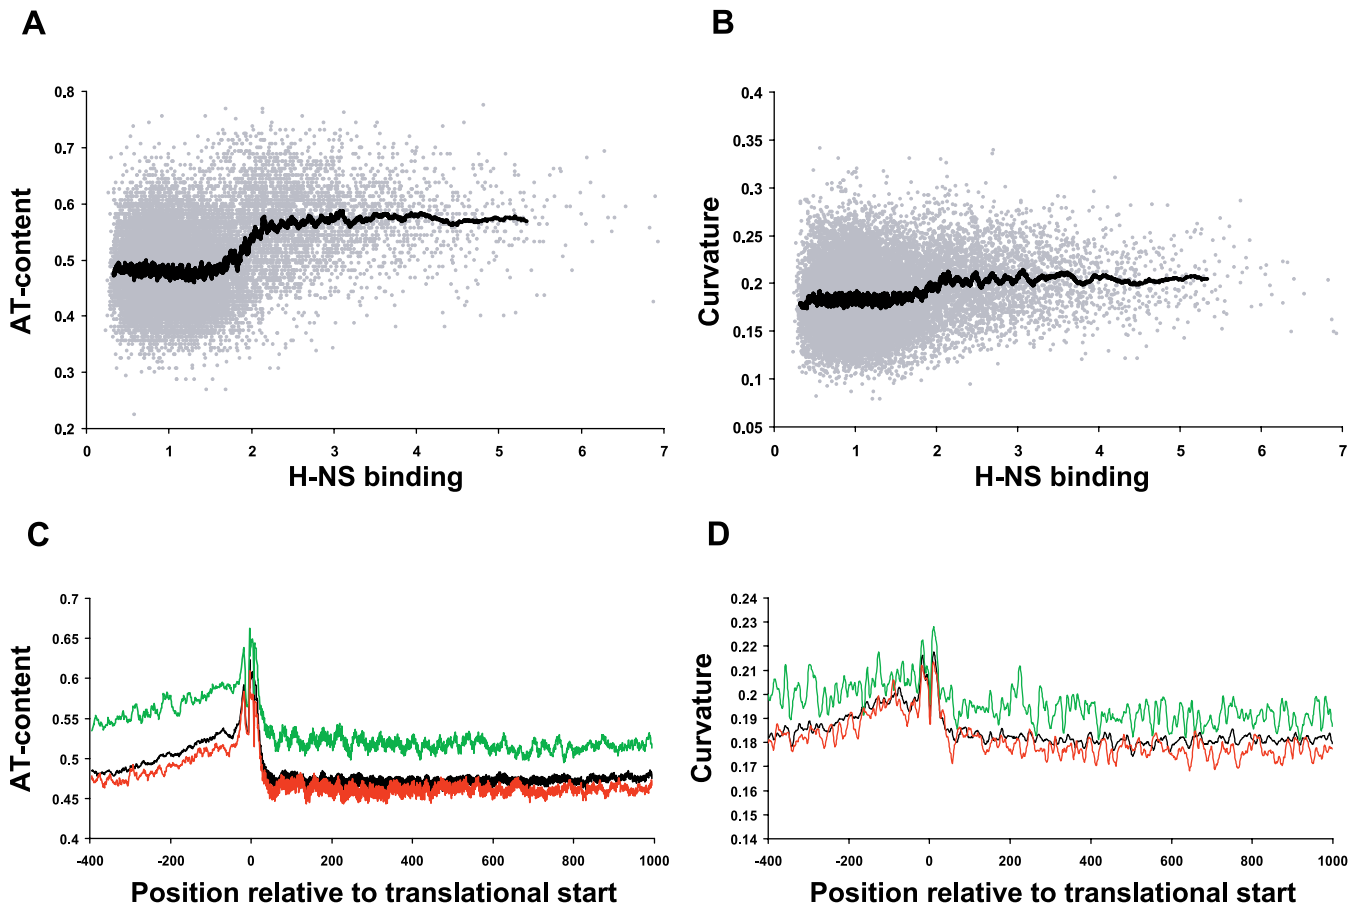 A
AT-content
0.8
0.7
0.6
0.5
0.4
0.3
0.2
0 1 2 3 4 5 6 7
H-NS binding
B
Curvature
0.4
0.35
0.3
0.25
0.2
0.15
0.1
0.05
0 1 2 3 4 5 6 7
H-NS binding
C
AT-content
0.7
0.65
0.6
0.55
0.5
0.45
0.4
-400 -200 0 200 400 600 800 1000
Position relative to translational start
D
Curvature
0.24
0.23
0.22
0.21
0.2
0.19
0.18
0.17
0.16
0.15
0.14
-400 -200 0 200 400 600 800 1000
Position relative to translational start